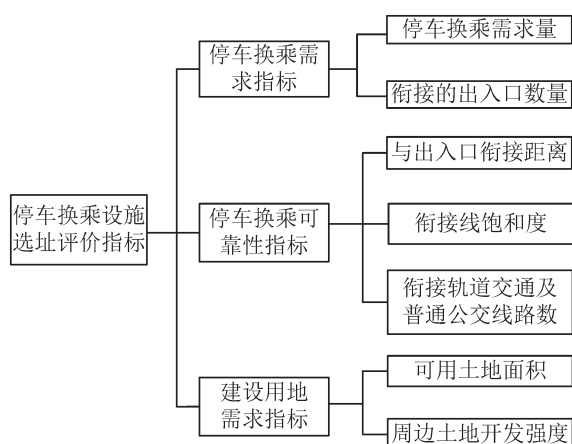 停车换乘设施
选址评价指标
停车换乘需
求指标
停车换乘需求量
衔接的出入口数量
停车换乘可
靠性指标
与出入口衔接距离
衔接线饱和度
衔接轨道交通及
普通公交线路数
建设用地
需求指标
可用土地面积
周边土地开发强度